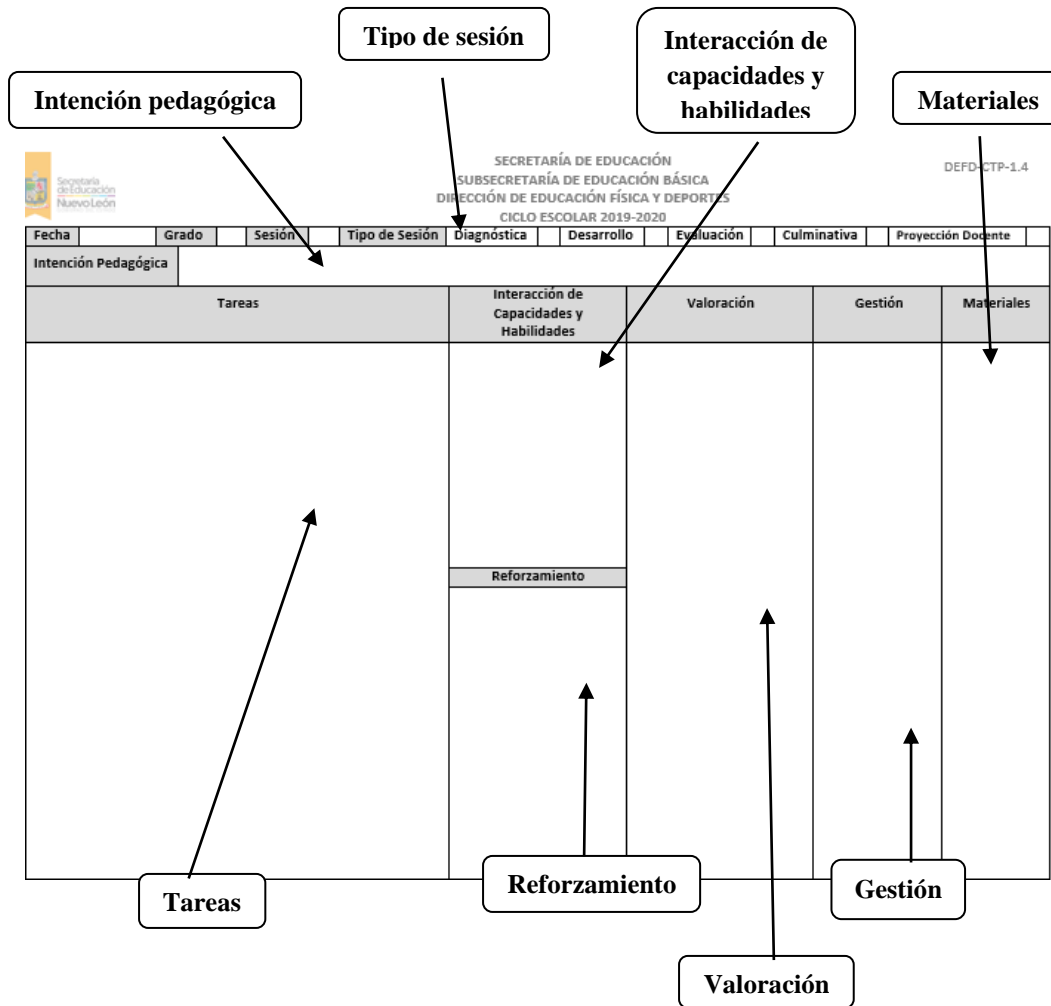 Tipo de sesión
Interacción de
capacidades y
habilidades
Intención pedagógica
Materiales
Secretaría
de Educación
Nuevo León
SECRETARÍA DE EDUCACIÓN
SUBSECRETARÍA DE EDUCACIÓN BÁSICA
DIRECCIÓN DE EDUCACIÓN FÍSICA Y DEPORTES
CICLO ESCOLAR 2019-2020
DEFD-CTP-1.4
Fecha Grado Sesión Tipo de Sesión Diagnóstica Desarrollo Evaluación Culminativa Proyección Docente
Intención Pedagógica
Tareas
Interacción de
Capacidades y
Habilidades
Valoración
Gestión
Materiales
Reforzamiento
Tareas
Reforzamiento
Gestión
Valoración